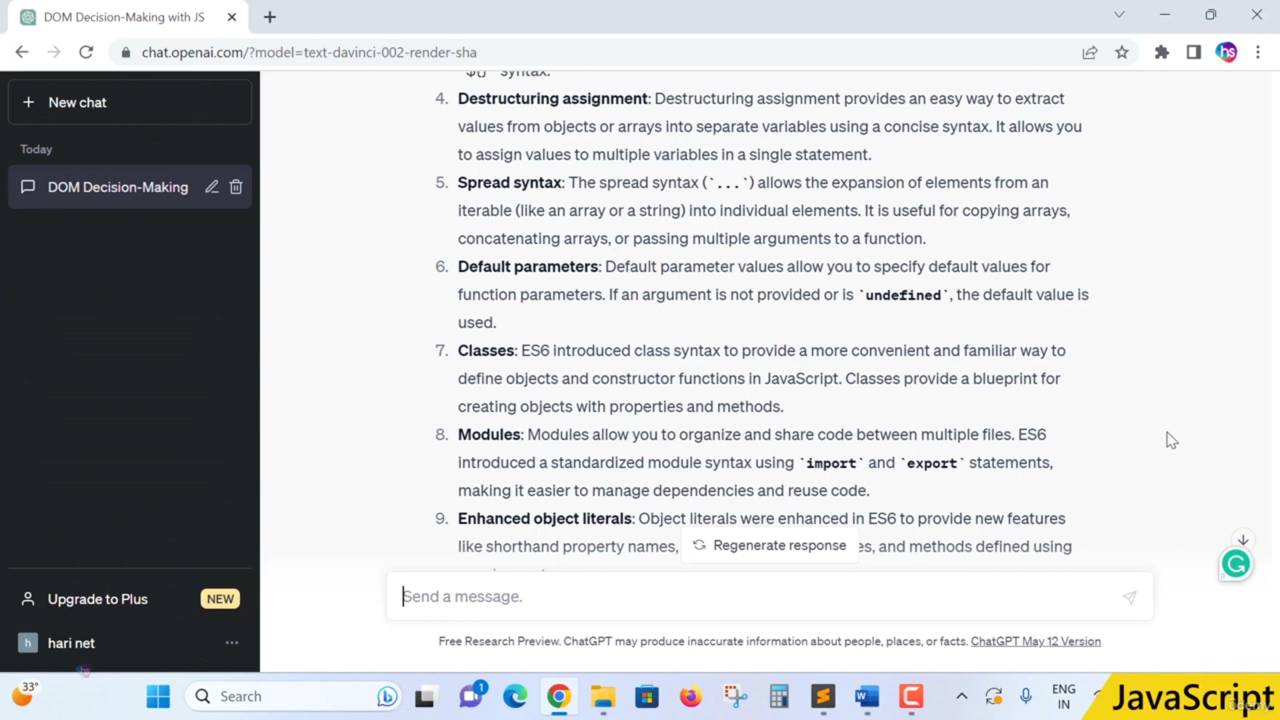 DOM Decision-Making with JS
chat.openai.com/?model=text-davinci-002-render-sha
New chat
Today
DOM Decision-Making
Upgrade to Plus
NEW
h
hari net
`${}` syntax.
4. Destructuring assignment: Destructuring assignment provides an easy way to extract
values from objects or arrays into separate variables using a concise syntax. It allows you
to assign values to multiple variables in a single statement.
5. Spread syntax: The spread syntax (`...`) allows the expansion of elements from an
iterable (like an array or a string) into individual elements. It is useful for copying arrays,
concatenating arrays, or passing multiple arguments to a function.
6. Default parameters: Default parameter values allow you to specify default values for
function parameters. If an argument is not provided or is `undefined`, the default value is
used.
7. Classes: ES6 introduced class syntax to provide a more convenient and familiar way to
define objects and constructor functions in JavaScript. Classes provide a blueprint for
creating objects with properties and methods.
8. Modules: Modules allow you to organize and share code between multiple files. ES6
introduced a standardized module syntax using `import` and `export` statements,
making it easier to manage dependencies and reuse code.
9. Enhanced object literals: Object literals were enhanced in ES6 to provide new features
like shorthand property names, es, and methods defined using
Regenerate response
Send a message.
Free Research Preview. ChatGPT may produce inaccurate information about people, places, or facts. ChatGPT May 12 Version
hs
33°
Search
1
ENG
IN
JavaScript